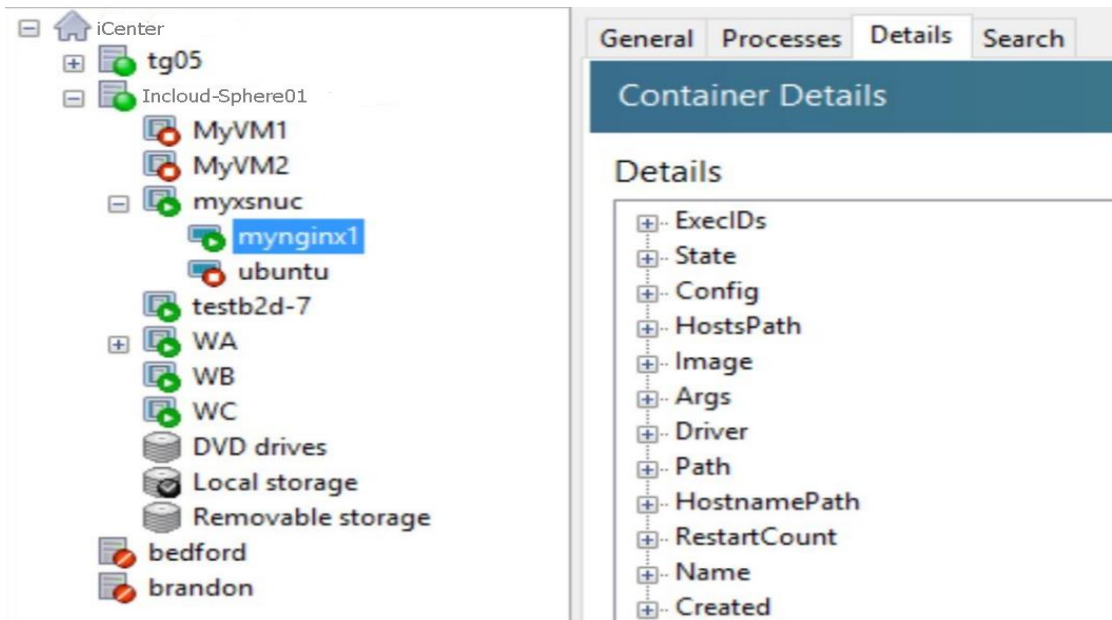 iCenter
tg05
Incloud-Sphere01
MyVM1
MyVM2
myxsnuc
mynginx1
ubuntu
testb2d-7
WA
WB
WC
DVD drives
Local storage
Removable storage
bedford
brandon
General Processes Details Search
Container Details
Details
ExecIDs
State
Config
HostsPath
Image
Args
Driver
Path
HostnamePath
RestartCount
Name
Created